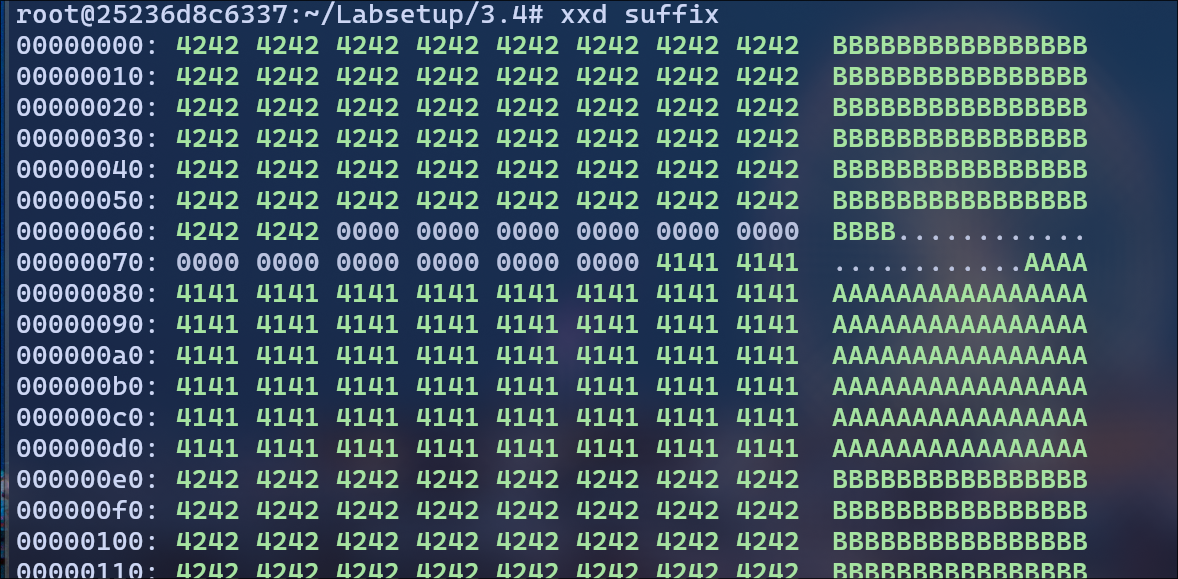 root@25236d8c6337:~/Labsetup/3.4# xxd suffix
00000000: 4242 4242 4242 4242 4242 4242 4242 4242  BBBBBBBBBBBBBBBB
00000010: 4242 4242 4242 4242 4242 4242 4242 4242  BBBBBBBBBBBBBBBB
00000020: 4242 4242 4242 4242 4242 4242 4242 4242  BBBBBBBBBBBBBBBB
00000030: 4242 4242 4242 4242 4242 4242 4242 4242  BBBBBBBBBBBBBBBB
00000040: 4242 4242 4242 4242 4242 4242 4242 4242  BBBBBBBBBBBBBBBB
00000050: 4242 4242 4242 4242 4242 4242 4242 4242  BBBBBBBBBBBBBBBB
00000060: 4242 4242 0000 0000 0000 0000 0000 0000  BBBB............
00000070: 0000 0000 0000 0000 0000 0000 4141 4141  ............AAAA
00000080: 4141 4141 4141 4141 4141 4141 4141 4141  AAAAAAAAAAAAAAAA
00000090: 4141 4141 4141 4141 4141 4141 4141 4141  AAAAAAAAAAAAAAAA
000000a0: 4141 4141 4141 4141 4141 4141 4141 4141  AAAAAAAAAAAAAAAA
000000b0: 4141 4141 4141 4141 4141 4141 4141 4141  AAAAAAAAAAAAAAAA
000000c0: 4141 4141 4141 4141 4141 4141 4141 4141  AAAAAAAAAAAAAAAA
000000d0: 4141 4141 4141 4141 4141 4141 4141 4141  AAAAAAAAAAAAAAAA
000000e0: 4242 4242 4242 4242 4242 4242 4242 4242  BBBBBBBBBBBBBBBB
000000f0: 4242 4242 4242 4242 4242 4242 4242 4242  BBBBBBBBBBBBBBBB
00000100: 4242 4242 4242 4242 4242 4242 4242 4242  BBBBBBBBBBBBBBBB
00000110: 4242 4242 4242 4242 4242 4242 4242 4242  BBBBBBBBBBBBBBBB